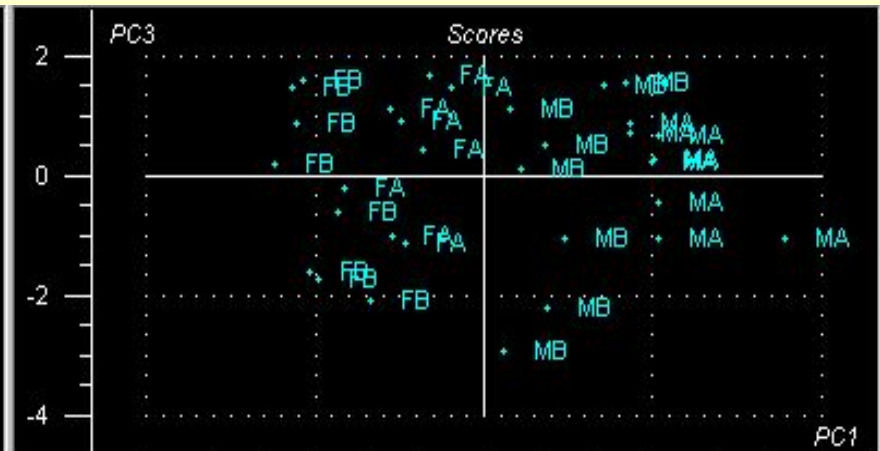 PC3 Scores
2
FB FB FA FA MB MB
FB FA FA MB MA MA MA
FA MB
0 FB MB MA MA
FA MA
FB
FA FA MB MA MA
FB FB
-2 FB MB
MB
-4
PC1